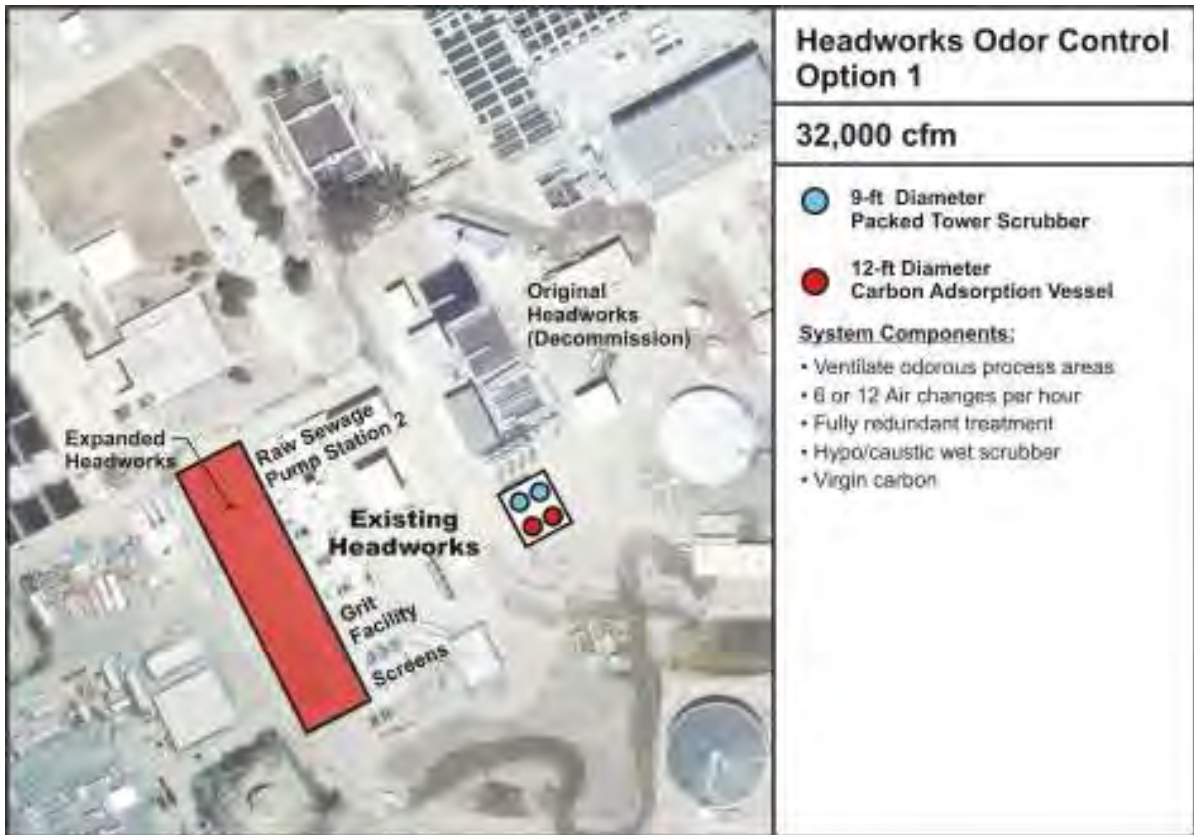 Headworks Odor Control
Option 1
32,000 cfm
9-ft Diameter
Packed Tower Scrubber
12-ft Diameter
Carbon Adsorption Vessel
System Components:
• Ventilate odorous process areas
• 6 or 12 Air changes per hour
• Fully redundant treatment
• Hypo/caustic wet scrubber
• Virgin carbon
Original
Headworks
(Decommission)
Expanded
Headworks
Raw Sewage
Pump Station 2
Existing
Headworks
Grit
Facility
Screens